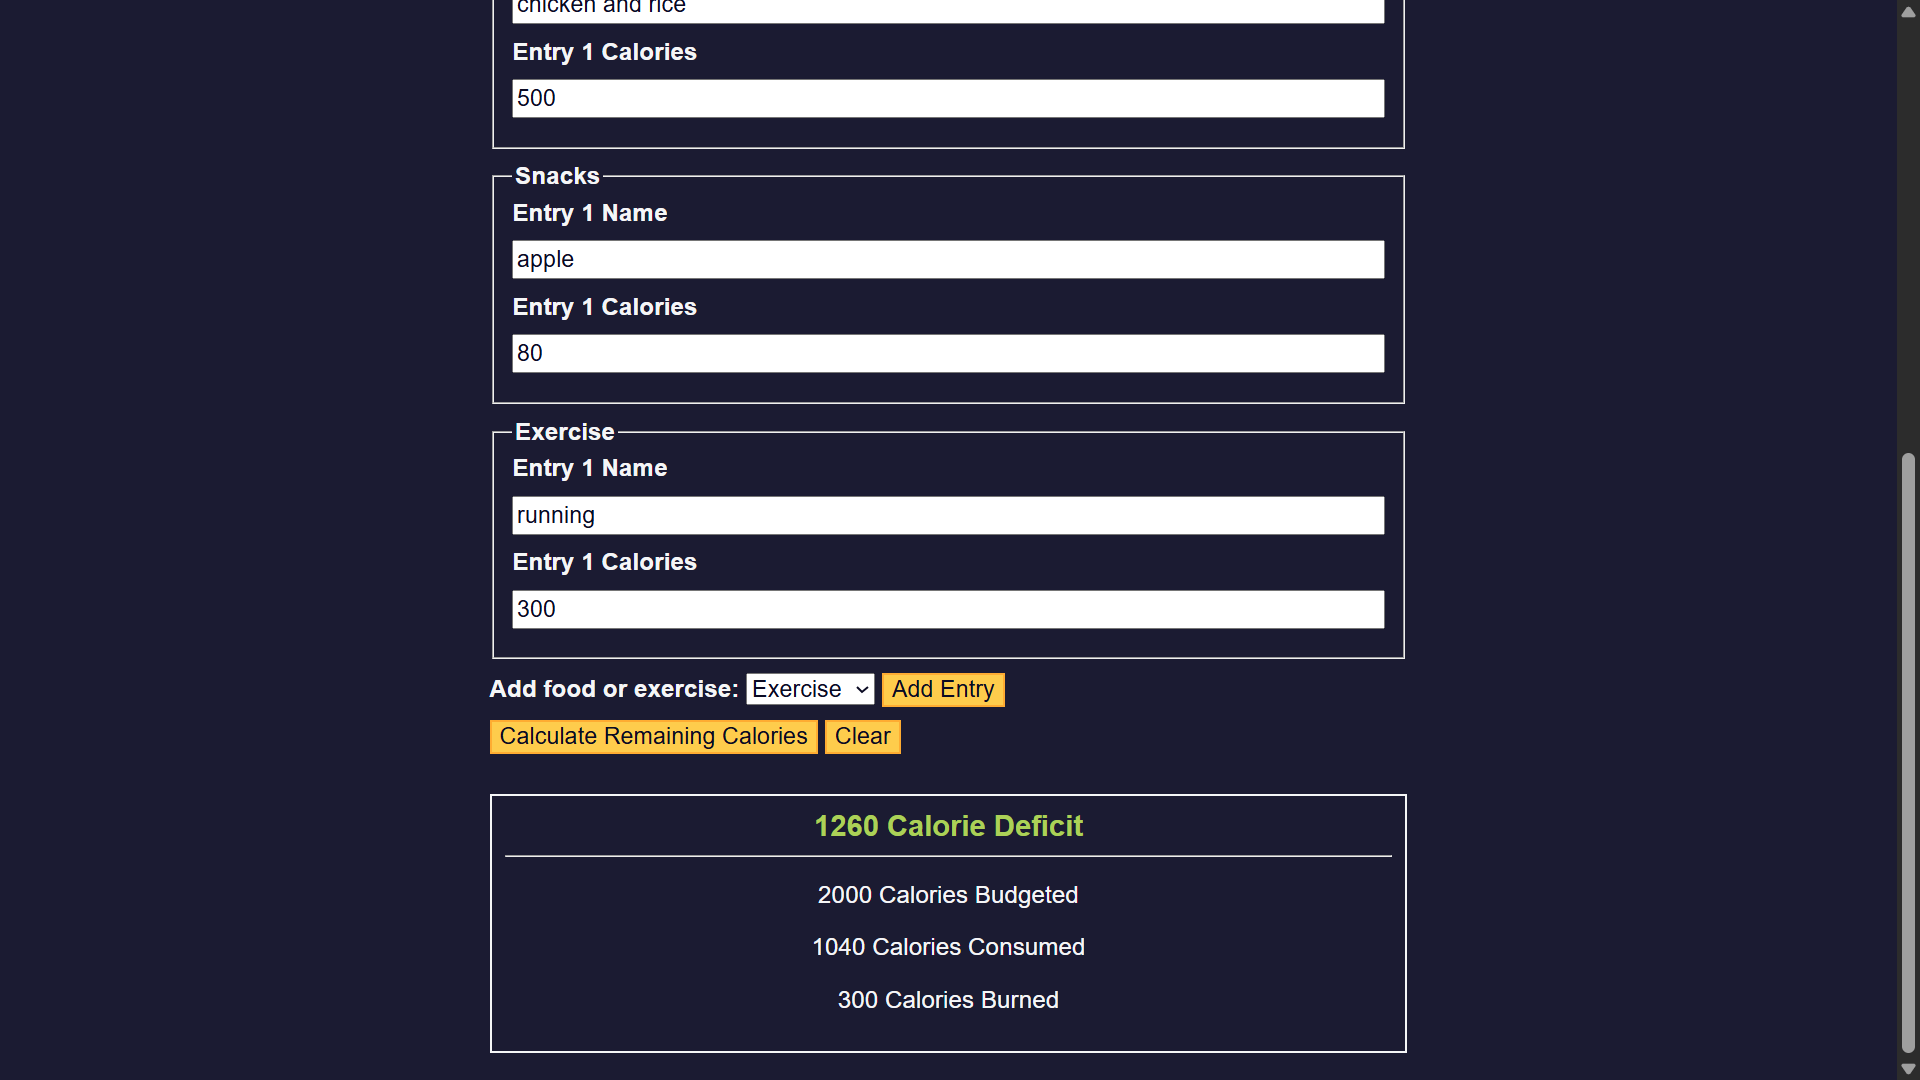 chicken and rice
Entry 1 Calories
500
Snacks
Entry 1 Name
apple
Entry 1 Calories
80
Exercise
Entry 1 Name
running
Entry 1 Calories
300
Add food or exercise: Exercise Add Entry
Calculate Remaining Calories Clear
1260 Calorie Deficit
2000 Calories Budgeted
1040 Calories Consumed
300 Calories Burned